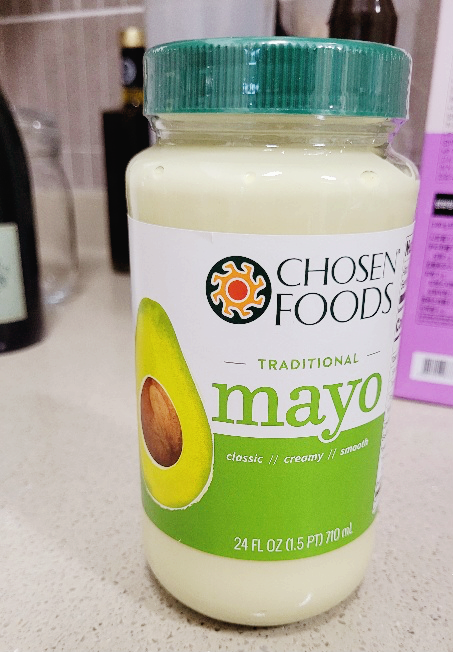 CHOSEN
FOODS
TRADITIONAL
mayo
classic // creamy // smooth
24 FL OZ (1.5 PT) 710 mL